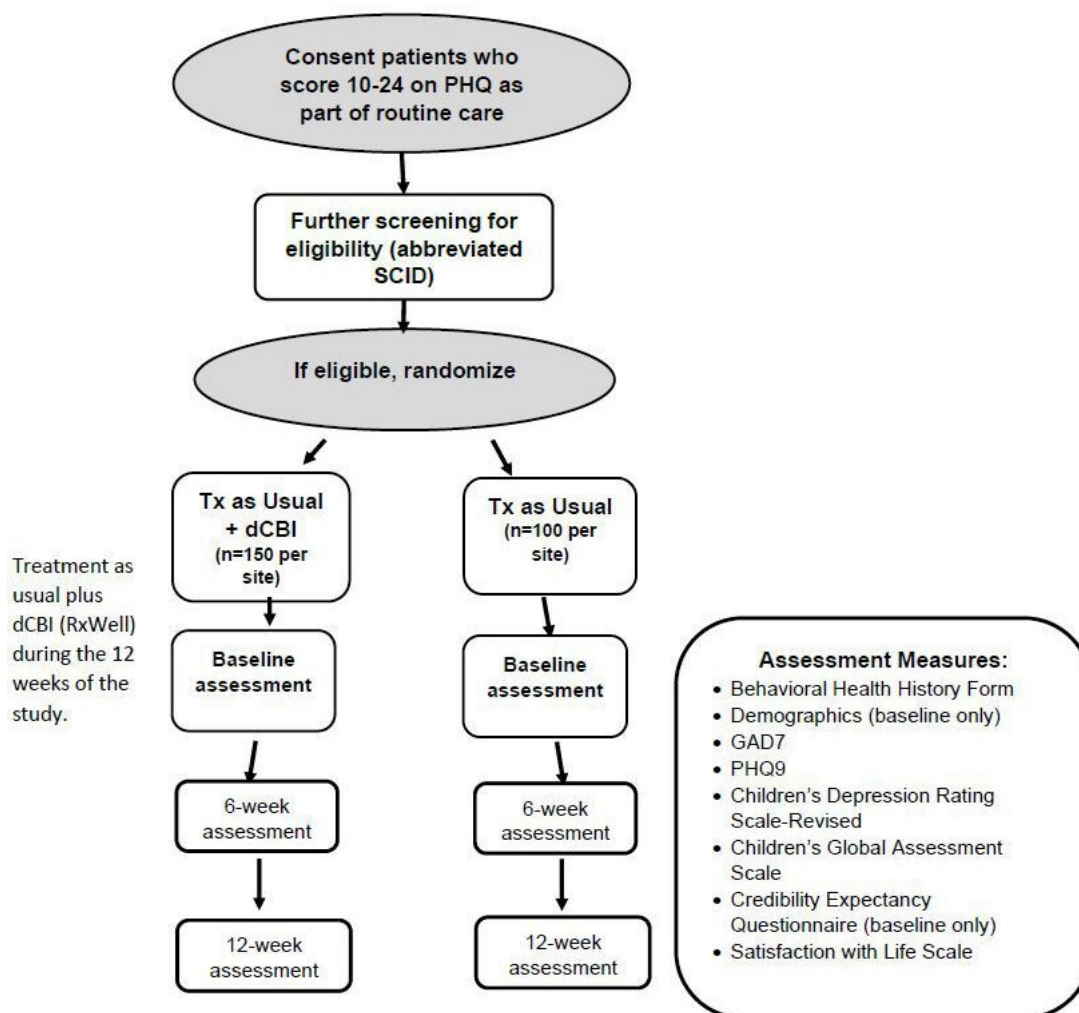 Consent patients who
score 10-24 on PHQ as
part of routine care
Further screening for
eligibility (abbreviated
SCID)
If eligible, randomize
Tx as Usual
+ dCBI
(n=150 per
site)
Tx as Usual
(n=100 per
site)
Treatment as
usual plus
dCBI (RxWell)
during the 12
weeks of the
study.
Baseline
assessment
Baseline
assessment
6-week
assessment
6-week
assessment
12-week
assessment
12-week
assessment
Assessment Measures:
• Behavioral Health History Form
• Demographics (baseline only)
• GAD7
• PHQ9
• Children’s Depression Rating
Scale-Revised
• Children’s Global Assessment
Scale
• Credibility Expectancy
Questionnaire (baseline only)
• Satisfaction with Life Scale